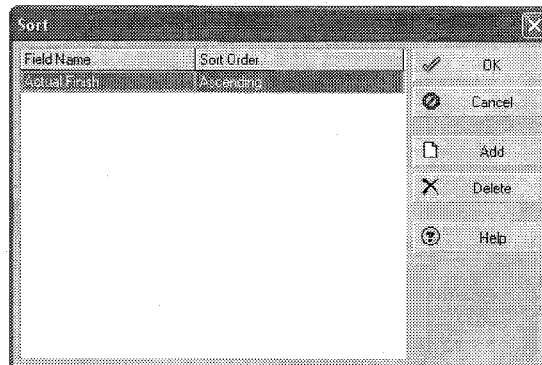 Sort
Field Name Sort Order
Actual Finish Ascending
OK
Cancel
Add
Delete
Help